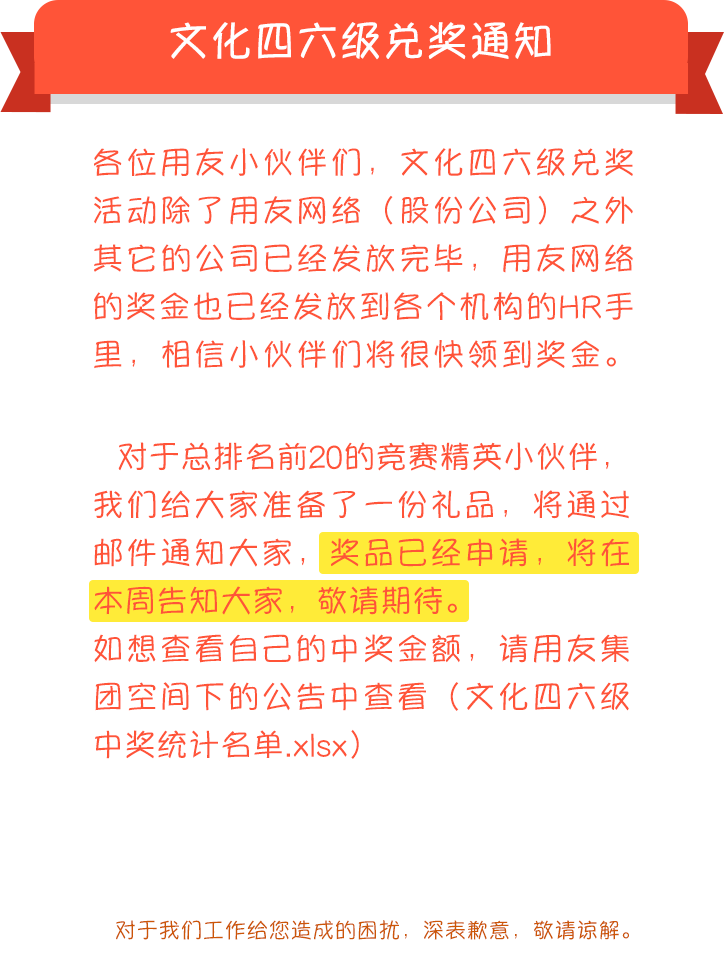 文化四六级兑奖通知
各位用友小伙伴们，文化四六级兑奖
活动除了用友网络（股份公司）之外
其它的公司已经发放完毕，用友网络
的奖金也已经发放到各个机构的HR手
里，相信小伙伴们将很快领到奖金。
对于总排名前20的竞赛精英小伙伴，
我们给大家准备了一份礼品，将通过
邮件通知大家，奖品已经申请，将在
本周告知大家，敬请期待。
如想查看自己的中奖金额，请用友集
团空间下的公告中查看（文化四六级
中奖统计名单.xlsx）
对于我们工作给您造成的困扰，深表歉意，敬请谅解。